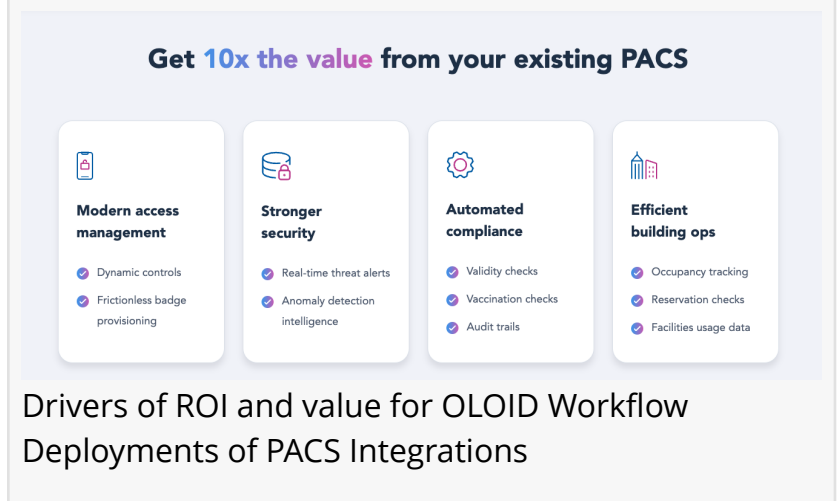 Get 10x the value from your existing PACS
Modern access
management
Dynamic controls
Frictionless badge
provisioning
Stronger
security
Real-time threat alerts
Anomaly detection
intelligence
Automated
compliance
Validity checks
Vaccination checks
Audit trails
Efficient
building ops
Occupancy tracking
Reservation checks
Facilities usage data
Drivers of ROI and value for OLOID Workflow
Deployments of PACS Integrations